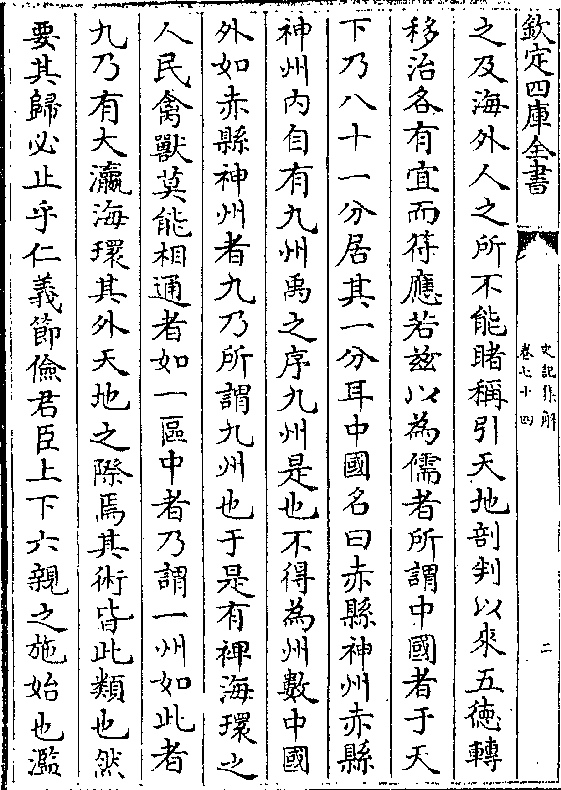 欽定四庫全書
史記集解
卷七十四
二
之及海外人之所不能睹稱引天地剖判以來五德轉
移治各有宜而符應若茲以為儒者所謂中國者于天
下乃八十一分居其一分耳中國名曰赤縣神州赤縣
神州內自有九州禹之序九州是也不得為州數中國
外如赤縣神州者九乃所謂九州也于是有裨海環之
人民禽獸莫能相通者如一區中者乃謂一州如此者
九乃有大瀛海環其外天地之際焉其術皆此類也然
要其歸必止乎仁義節儉君臣上下六親之施始也濫